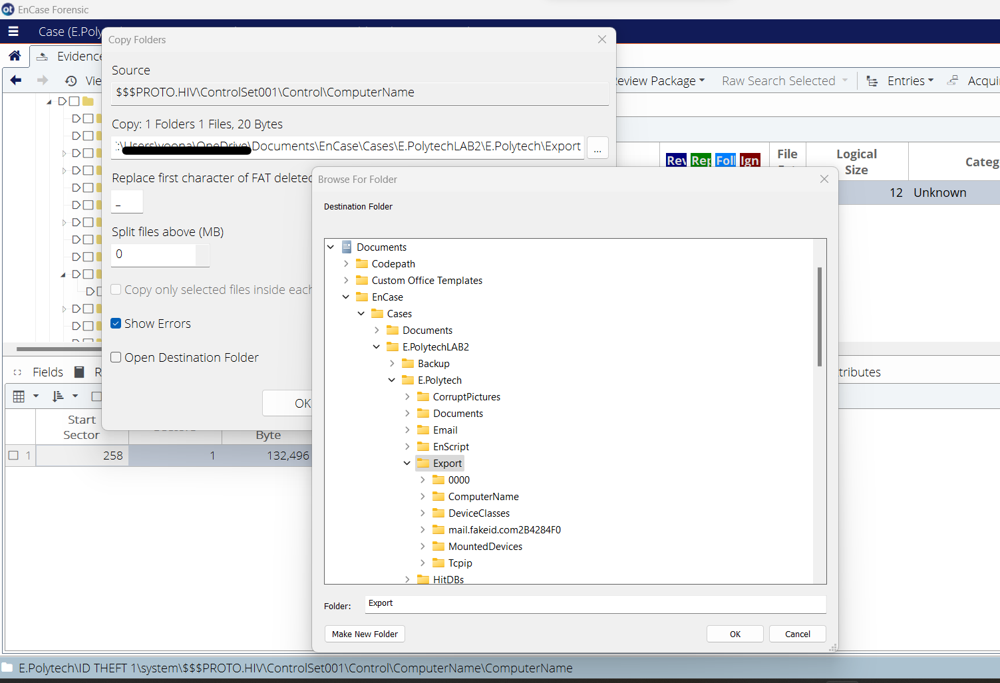 EnCase Forensic
Case (E.Poly
Copy Folders
Evidence
Source
Vie
eview Package
Raw Search Selected
Entries
Acqui
$$$PROTO.HIV\ControlSet001\Control\ComputerName
Copy: 1 Folders 1 Files, 20 Bytes
\Documents\EnCase\Cases\E.PolytechLAB2\E.Polytech\Export
...
Rev
Rep
Foll
Ign
File
Logical
Size
Categ
Replace first character of FAT deleted
_
12 Unknown
Split files above (MB)
0
Copy only selected files inside each
Show Errors
Open Destination Folder
OK
Browse For Folder
Destination Folder
Documents
Codepath
Custom Office Templates
EnCase
Cases
Documents
E.PolytechLAB2
Backup
E.Polytech
CorruptPictures
Documents
Email
EnScript
Export
0000
ComputerName
DeviceClasses
mail.fakeid.com2B4284F0
MountedDevices
Tcpip
HitDBs
Folder: Export
Make New Folder
OK
Cancel
Fields
R
tributes
Start
Sector
Byte
1 258 1 132,496
E.Polytech\ID THEFT 1\system\$$$PROTO.HIV\ControlSet001\Control\ComputerName\ComputerName